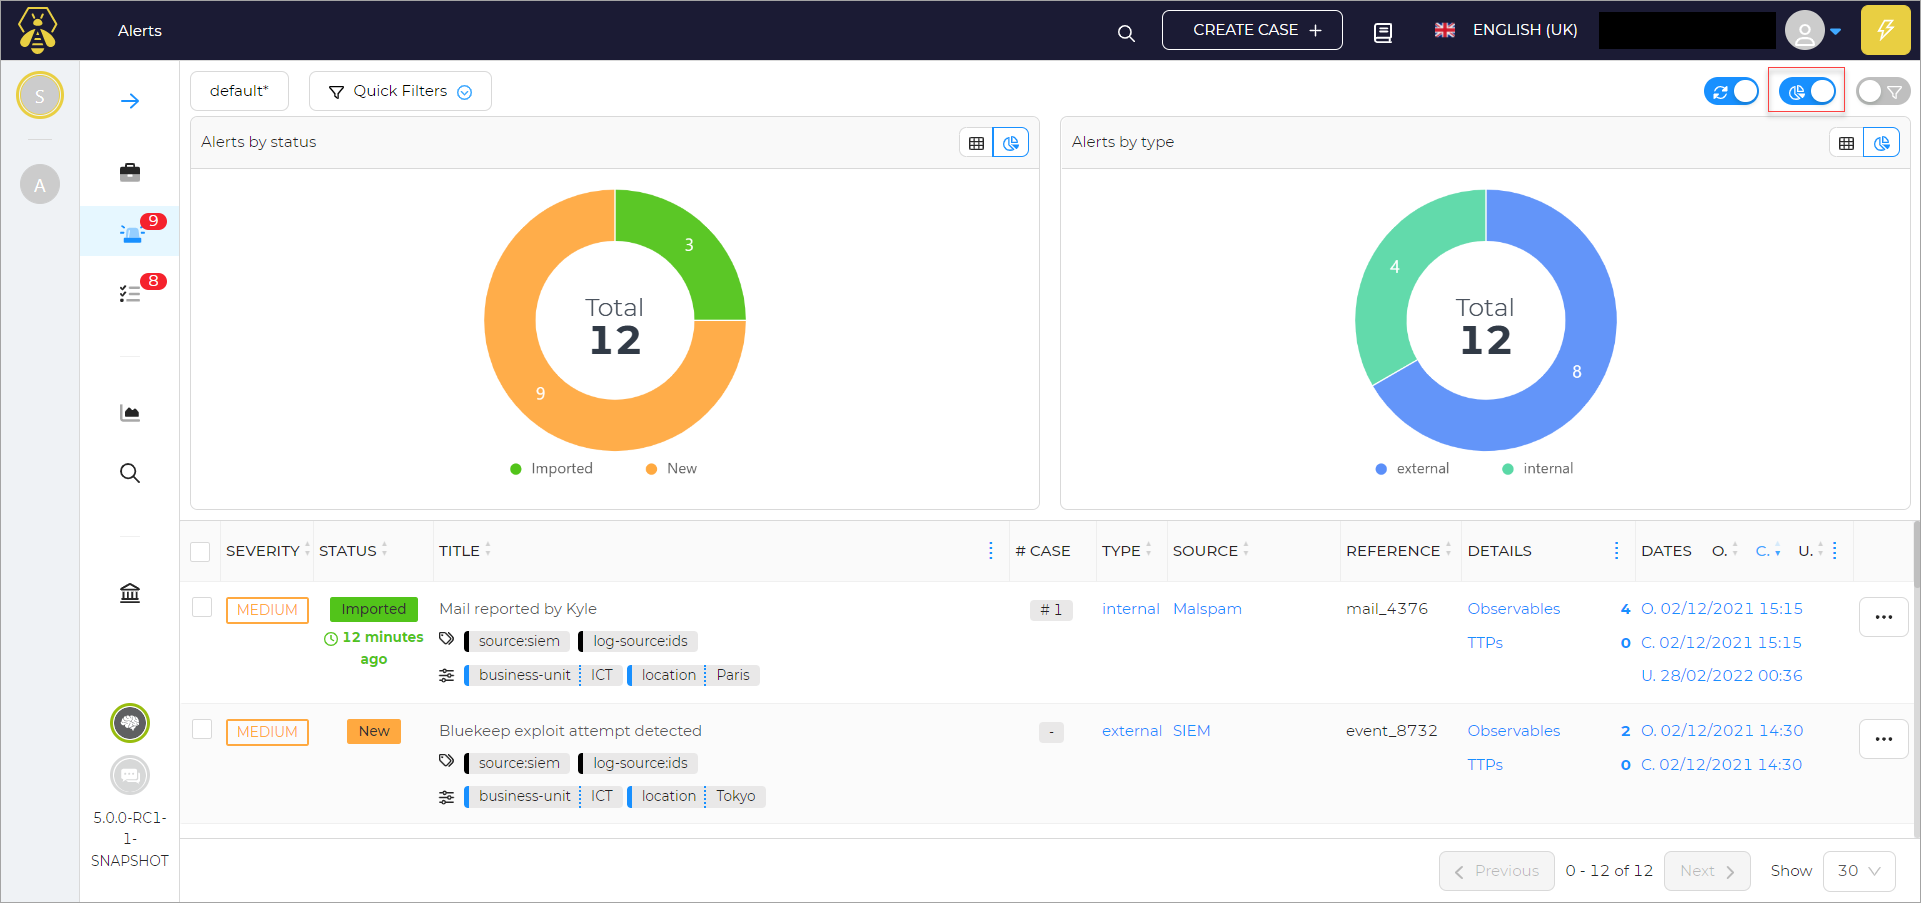 Alerts
CREATE CASE +
ENGLISH (UK)
S
A
9
8
5.0.0-RC1-
1-
SNAPSHOT
default*
Quick Filters
Alerts by status
3
9
Total
12
Imported New
Alerts by type
4
8
Total
12
external internal
SEVERITY STATUS TITLE # CASE TYPE SOURCE REFERENCE DETAILS DATES O. C. U.
MEDIUM Imported Mail reported by Kyle # 1 internal Malspam mail_4376 Observables 4 O. 02/12/2021 15:15
12 minutes
ago
source:siem log-source:ids TTPs 0 C. 02/12/2021 15:15
business-unit ICT location Paris U. 28/02/2022 00:36
MEDIUM New Bluekeep exploit attempt detected - external SIEM event_8732 Observables 2 O. 02/12/2021 14:30
source:siem log-source:ids TTPs 0 C. 02/12/2021 14:30
business-unit ICT location Tokyo
Previous 0 - 12 of 12 Next Show 30